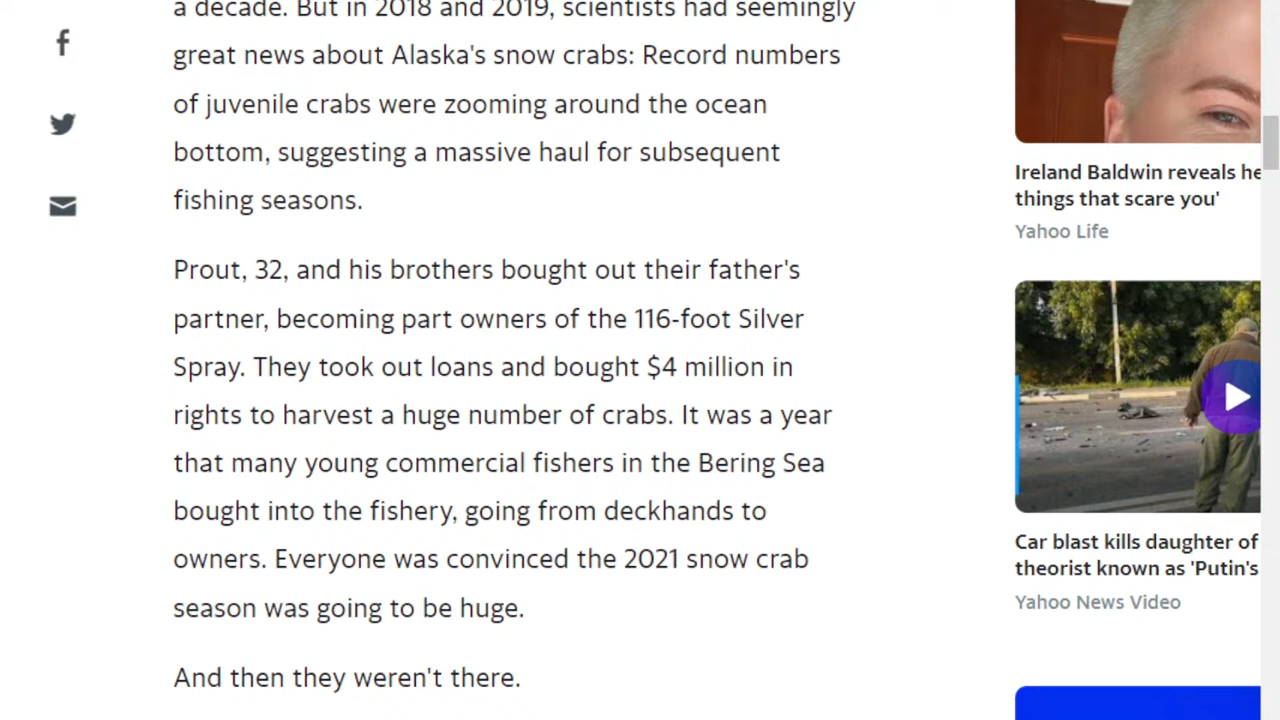 a decade. But in 2018 and 2019, scientists had seemingly
great news about Alaska's snow crabs: Record numbers
of juvenile crabs were zooming around the ocean
bottom, suggesting a massive haul for subsequent
fishing seasons.
Prout, 32, and his brothers bought out their father's
partner, becoming part owners of the 116-foot Silver
Spray. They took out loans and bought $4 million in
rights to harvest a huge number of crabs. It was a year
that many young commercial fishers in the Bering Sea
bought into the fishery, going from deckhands to
owners. Everyone was convinced the 2021 snow crab
season was going to be huge.
And then they weren't there.
Ireland Baldwin reveals he
things that scare you'
Yahoo Life
Car blast kills daughter of
theorist known as 'Putin's
Yahoo News Video